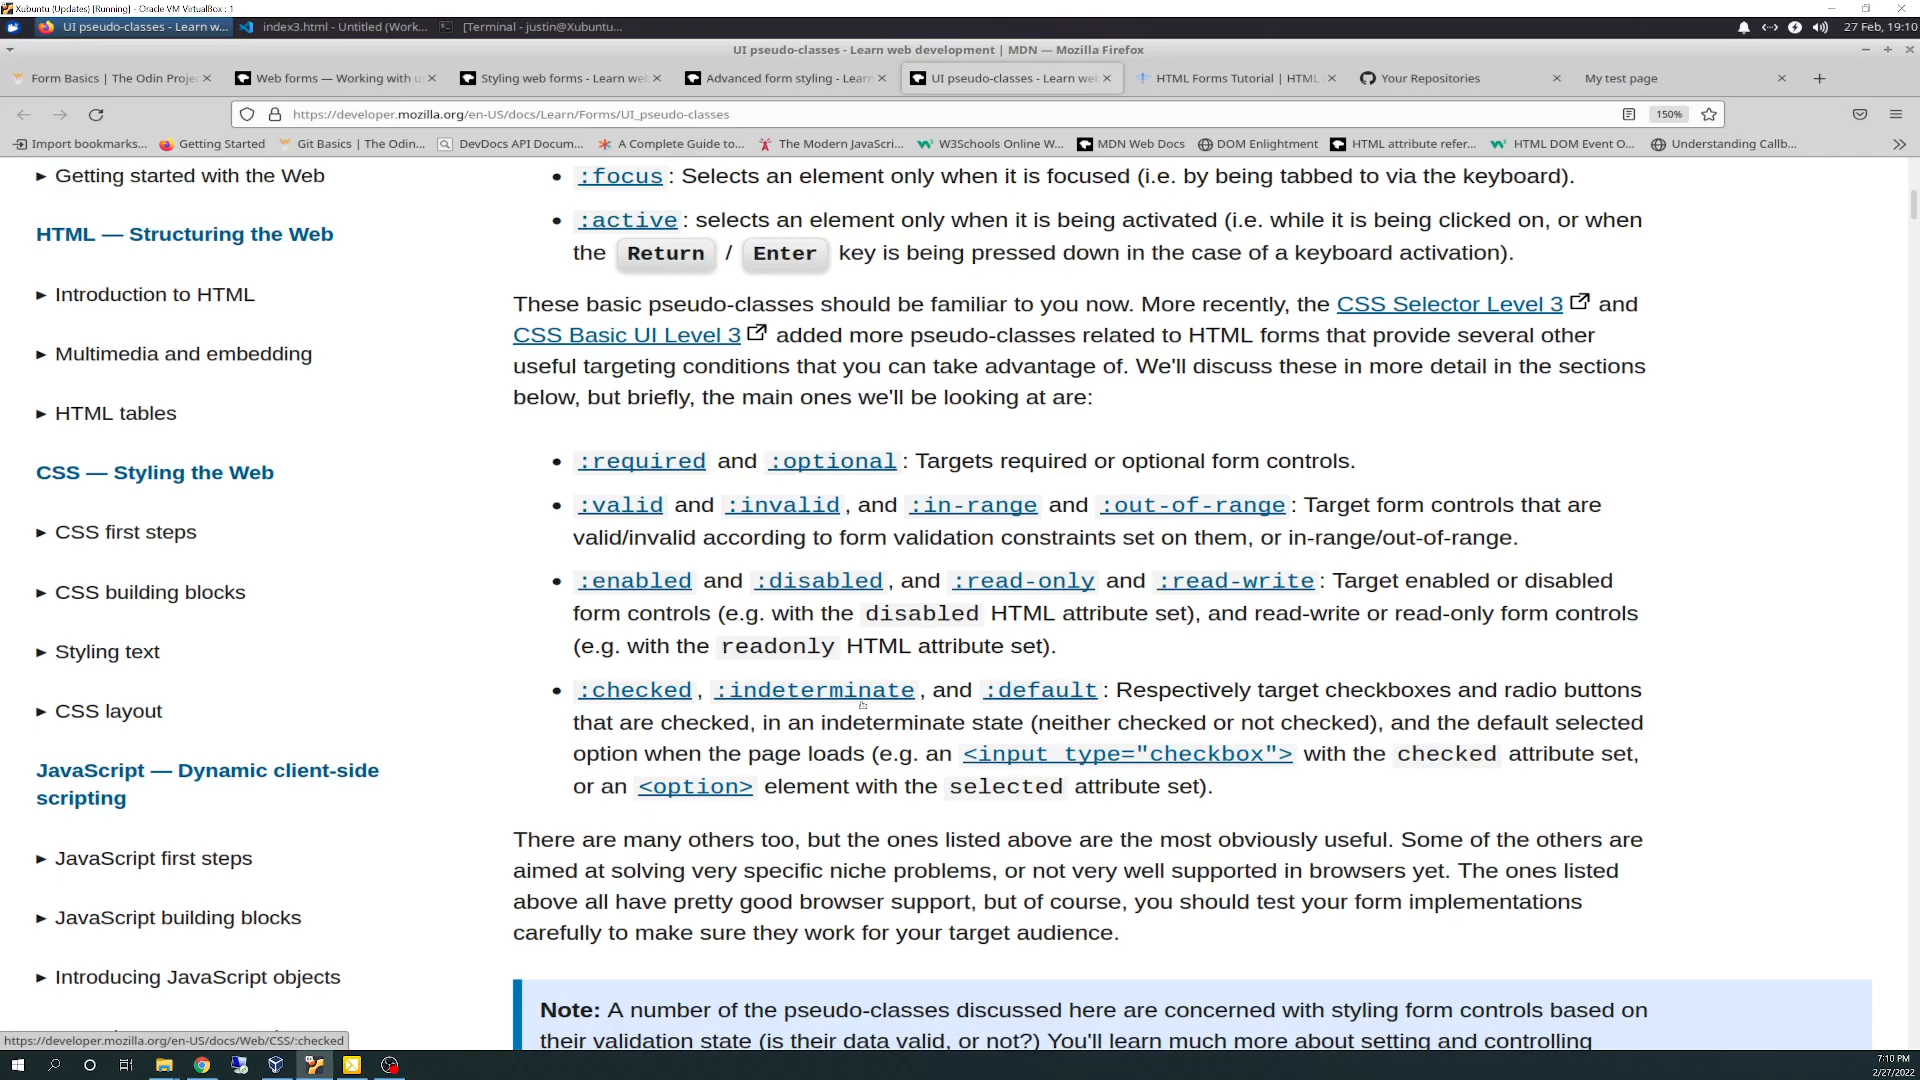 Xubuntu (Updates) [Running] - Oracle VM VirtualBox : 1
UI pseudo-classes - Learn w... index3.html - Untitled (Work... [Terminal - justin@Xubuntu... 27 Feb, 19:10
UI pseudo-classes - Learn web development | MDN — Mozilla Firefox
Form Basics | The Odin Proje Web forms — Working with u Styling web forms - Learn we Advanced form styling - Learn UI pseudo-classes - Learn we HTML Forms Tutorial | HTML Your Repositories My test page
https://developer.mozilla.org/en-US/docs/Learn/Forms/UI_pseudo-classes 150%
Import bookmarks... Getting Started Git Basics | The Odin... DevDocs API Docum... A Complete Guide to... The Modern JavaScri... W3Schools Online W... MDN Web Docs DOM Enlightment HTML attribute refer... HTML DOM Event O... Understanding Callb...
Getting started with the Web
HTML — Structuring the Web
Introduction to HTML
Multimedia and embedding
HTML tables
CSS — Styling the Web
CSS first steps
CSS building blocks
Styling text
CSS layout
JavaScript — Dynamic client-side
scripting
JavaScript first steps
JavaScript building blocks
Introducing JavaScript objects
:focus: Selects an element only when it is focused (i.e. by being tabbed to via the keyboard).
:active: selects an element only when it is being activated (i.e. while it is being clicked on, or when
the Return / Enter key is being pressed down in the case of a keyboard activation).
These basic pseudo-classes should be familiar to you now. More recently, the CSS Selector Level 3 and
CSS Basic UI Level 3 added more pseudo-classes related to HTML forms that provide several other
useful targeting conditions that you can take advantage of. We'll discuss these in more detail in the sections
below, but briefly, the main ones we'll be looking at are:
:required and :optional: Targets required or optional form controls.
:valid and :invalid, and :in-range and :out-of-range: Target form controls that are
valid/invalid according to form validation constraints set on them, or in-range/out-of-range.
:enabled and :disabled, and :read-only and :read-write: Target enabled or disabled
form controls (e.g. with the disabled HTML attribute set), and read-write or read-only form controls
(e.g. with the readonly HTML attribute set).
:checked, :indeterminate, and :default: Respectively target checkboxes and radio buttons
that are checked, in an indeterminate state (neither checked or not checked), and the default selected
option when the page loads (e.g. an <input type="checkbox"> with the checked attribute set,
or an <option> element with the selected attribute set).
There are many others too, but the ones listed above are the most obviously useful. Some of the others are
aimed at solving very specific niche problems, or not very well supported in browsers yet. The ones listed
above all have pretty good browser support, but of course, you should test your form implementations
carefully to make sure they work for your target audience.
Note: A number of the pseudo-classes discussed here are concerned with styling form controls based on
their validation state (is their data valid, or not?) You'll learn much more about setting and controlling
https://developer.mozilla.org/en-US/docs/Web/CSS/:checked
7:10 PM
2/27/2022